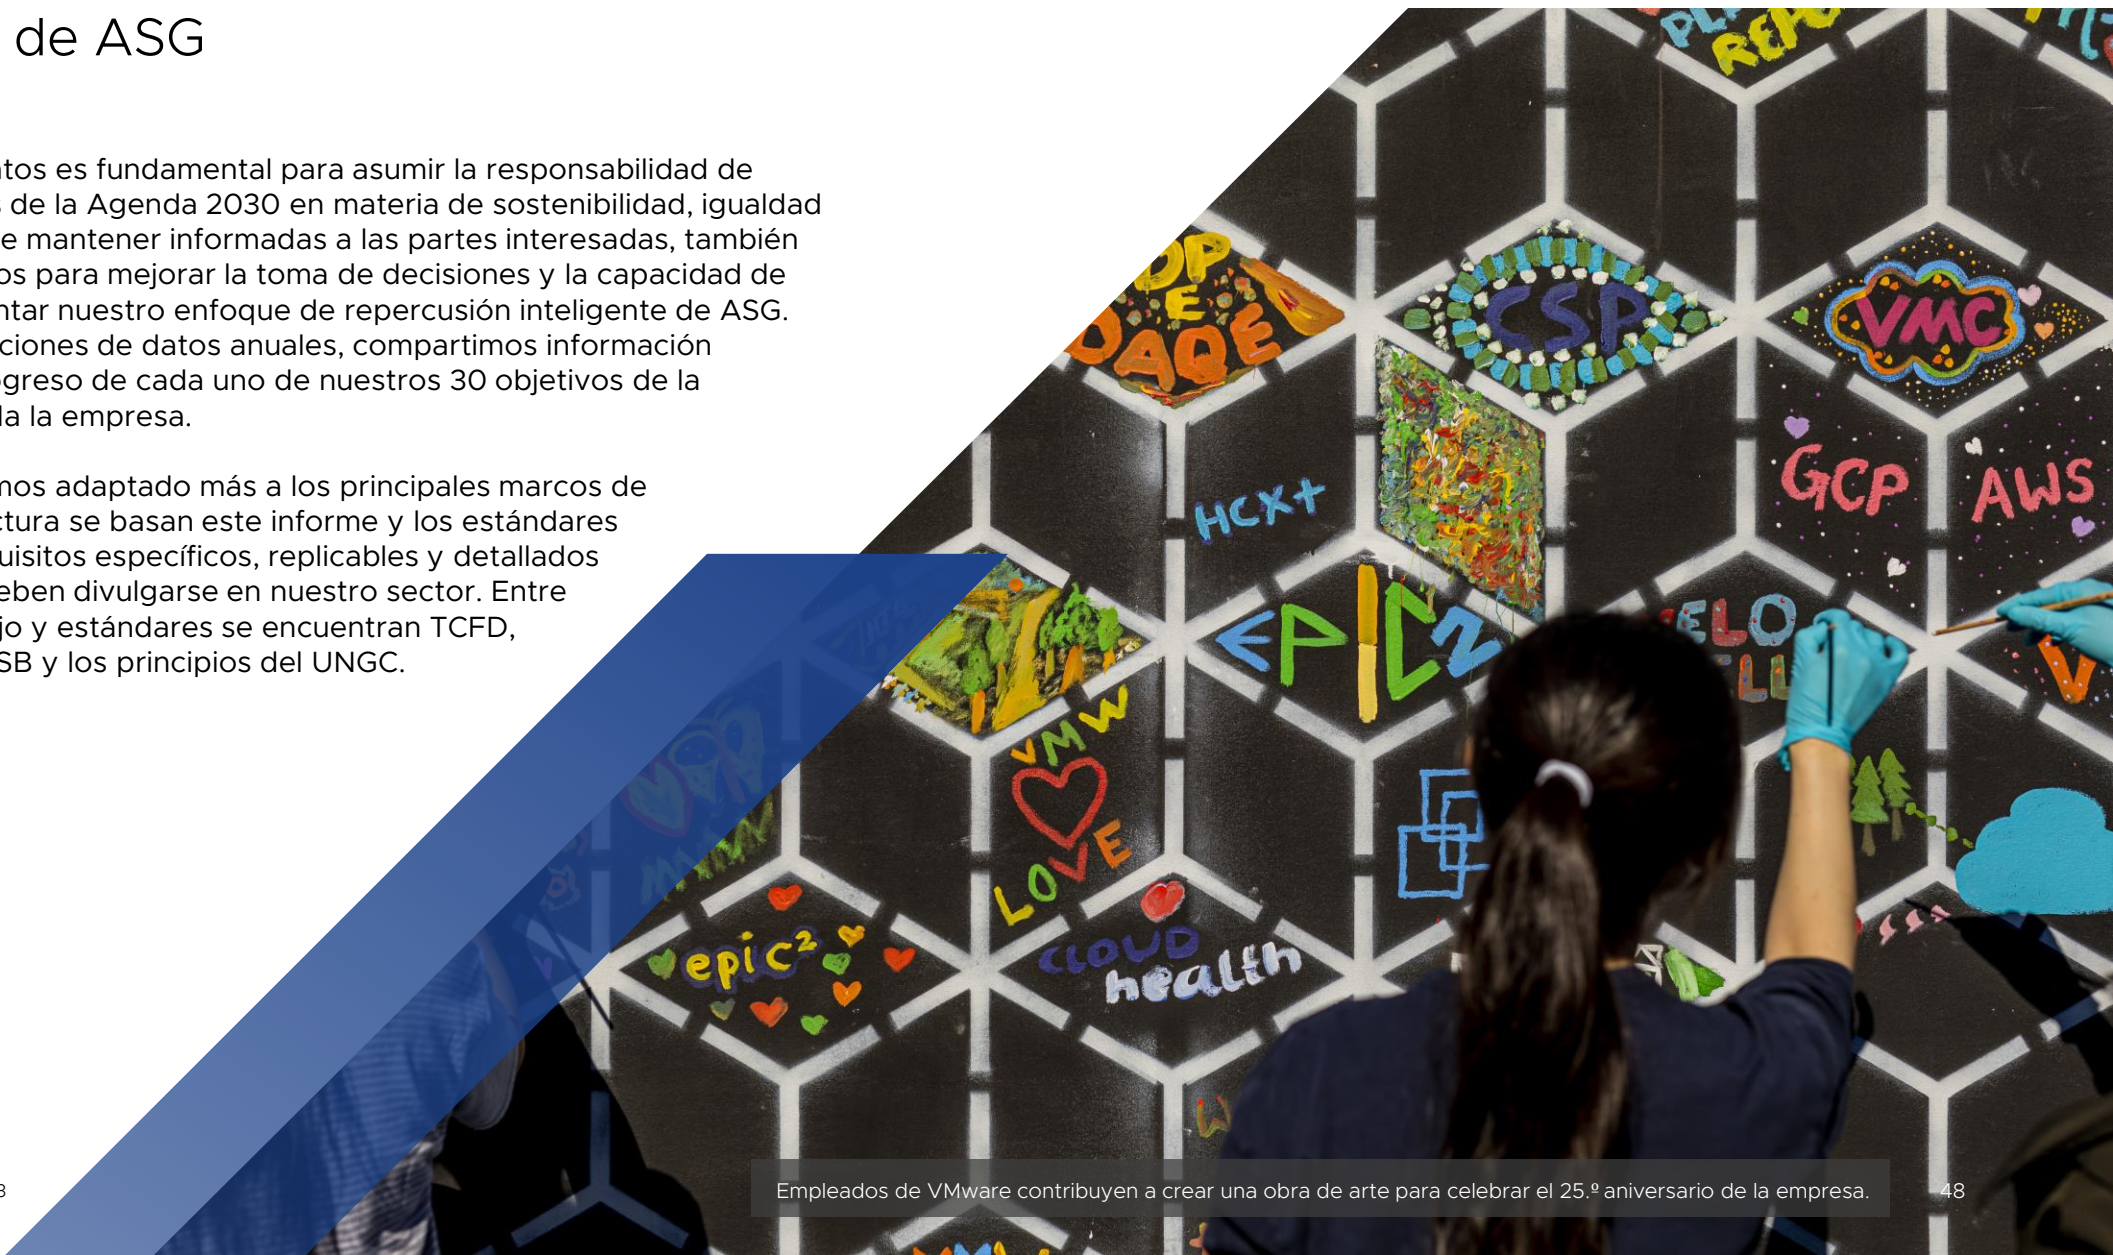 de ASG
tos es fundamental para asumir la responsabilidad de
s de la Agenda 2030 en materia de sostenibilidad, igualdad
e mantener informadas a las partes interesadas, también
os para mejorar la toma de decisiones y la capacidad de
ntar nuestro enfoque de repercusión inteligente de ASG.
ciones de datos anuales, compartimos información
ogreso de cada uno de nuestros 30 objetivos de la
da la empresa.
mos adaptado más a los principales marcos de
ctura se basan este informe y los estándares
uisitos específicos, replicables y detallados
eben divulgarse en nuestro sector. Entre
jo y estándares se encuentran TCFD,
SB y los principios del UNGC.
E
DAQE
CSP
VMC
GCP
AWS
HCX+
EPIC2
VMW
LOVE
epic²
CLOUD
health
V
Empleados de VMware contribuyen a crear una obra de arte para celebrar el 25.º aniversario de la empresa.
48